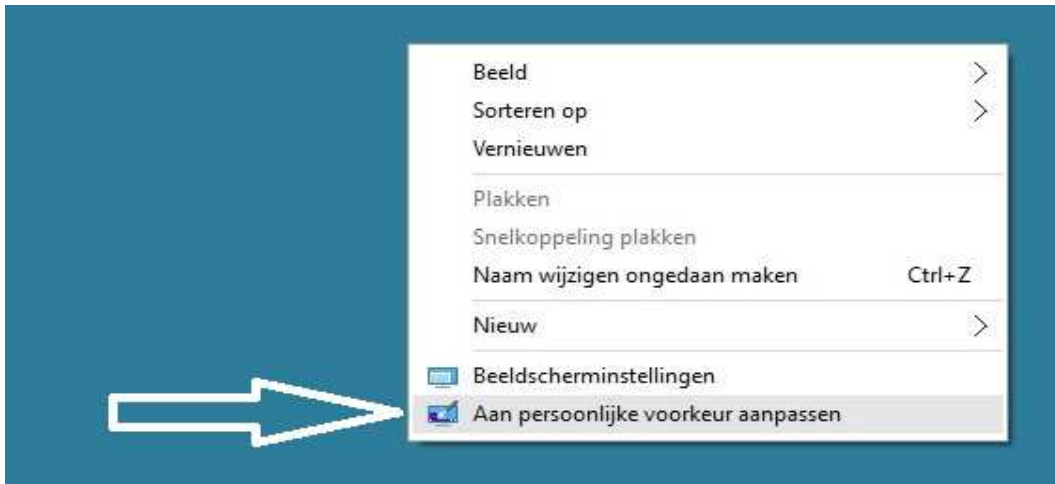 Beeld
Sorteren op
Vernieuwen
Plakken
Snelkoppeling plakken
Naam wijzigen ongedaan maken Ctrl+Z
Nieuw
Beeldscherminstellingen
Aan persoonlijke voorkeur aanpassen